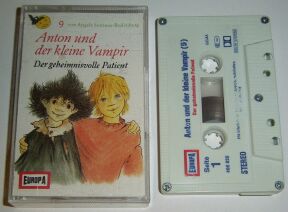 9 von Angela Sommer-Bodenburg
Anton und
der kleine Vampir
Der geheimnisvolle Patient
EUROPA
Anton und der kleine Vampir (9)
Der geheimnisvolle Patient
EUROPA
Seite
1
STEREO